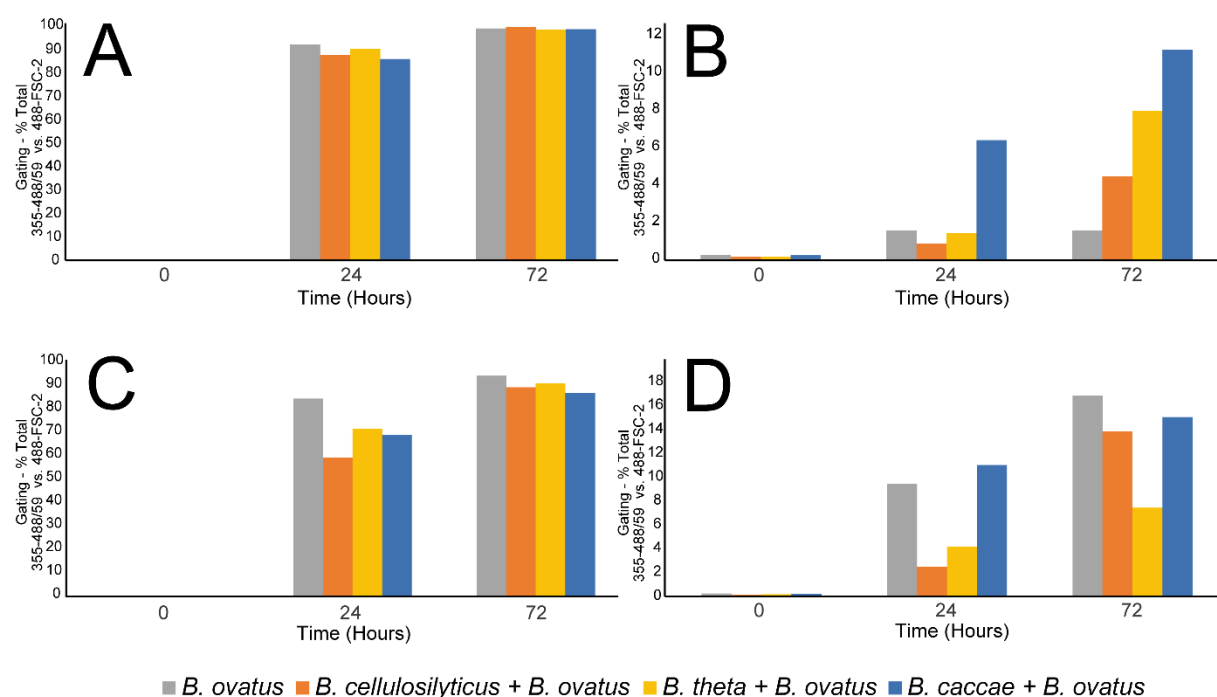 A
Gating - % Total
355-488/59 vs. 488-FSC-2
100
90
80
70
60
50
40
30
20
10
0
0 24 72
Time (Hours)
B
Gating - % Total
355-488/59 vs. 488-FSC-2
12
10
8
6
4
2
0
0 24 72
Time (Hours)
C
Gating - % Total
355-488/59 vs. 488-FSC-2
100
90
80
70
60
50
40
30
20
10
0
0 24 72
Time (Hours)
D
Gating - % Total
355-488/59 vs. 488-FSC-2
18
16
14
12
10
8
6
4
2
0
0 24 72
Time (Hours)
B. ovatus B. cellulosilyticus + B. ovatus B. theta + B. ovatus B. caccae + B. ovatus